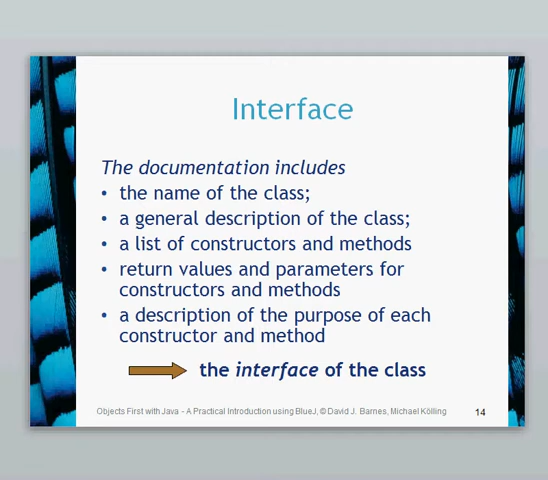 Interface
The documentation includes
• the name of the class;
• a general description of the class;
• a list of constructors and methods
• return values and parameters for
constructors and methods
• a description of the purpose of each
constructor and method
the interface of the class
Objects First with Java - A Practical Introduction using BlueJ, © David J. Barnes, Michael Kölling
14